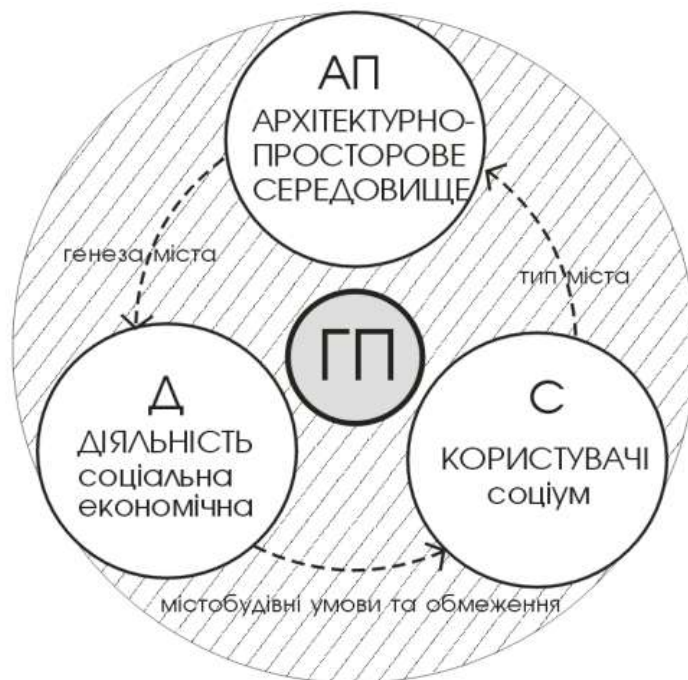 АП
АРХІТЕКТУРНО-
ПРОСТОРОВЕ
СЕРЕДОВИЩЕ
генеза міста
тип міста
ГП
Д
ДІЯЛЬНІСТЬ
соціальна
економічна
С
КОРИСТУВАЧІ
соціум
містобудівні умови та обмеження